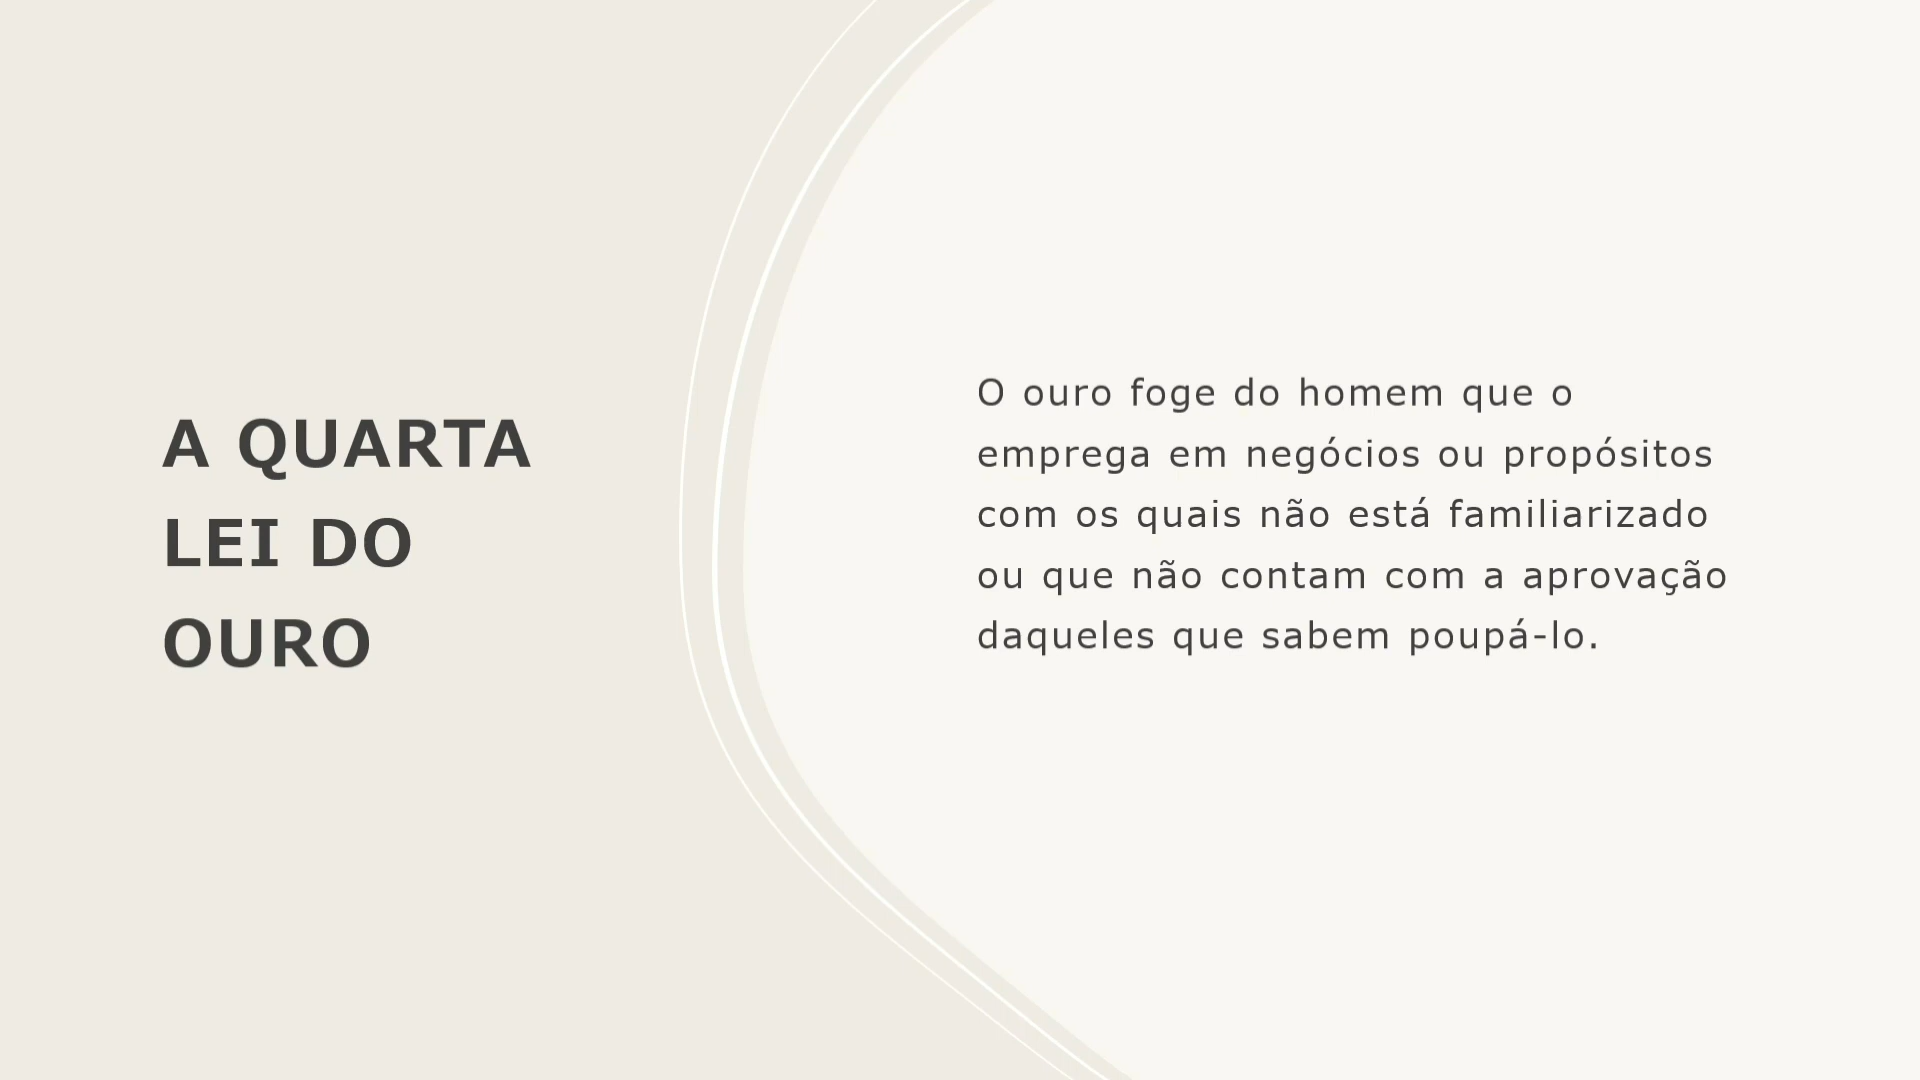 A QUARTA
LEI DO
OURO
O ouro foge do homem que o
emprega em negócios ou propósitos
com os quais não está familiarizado
ou que não contam com a aprovação
daqueles que sabem poupá-lo.